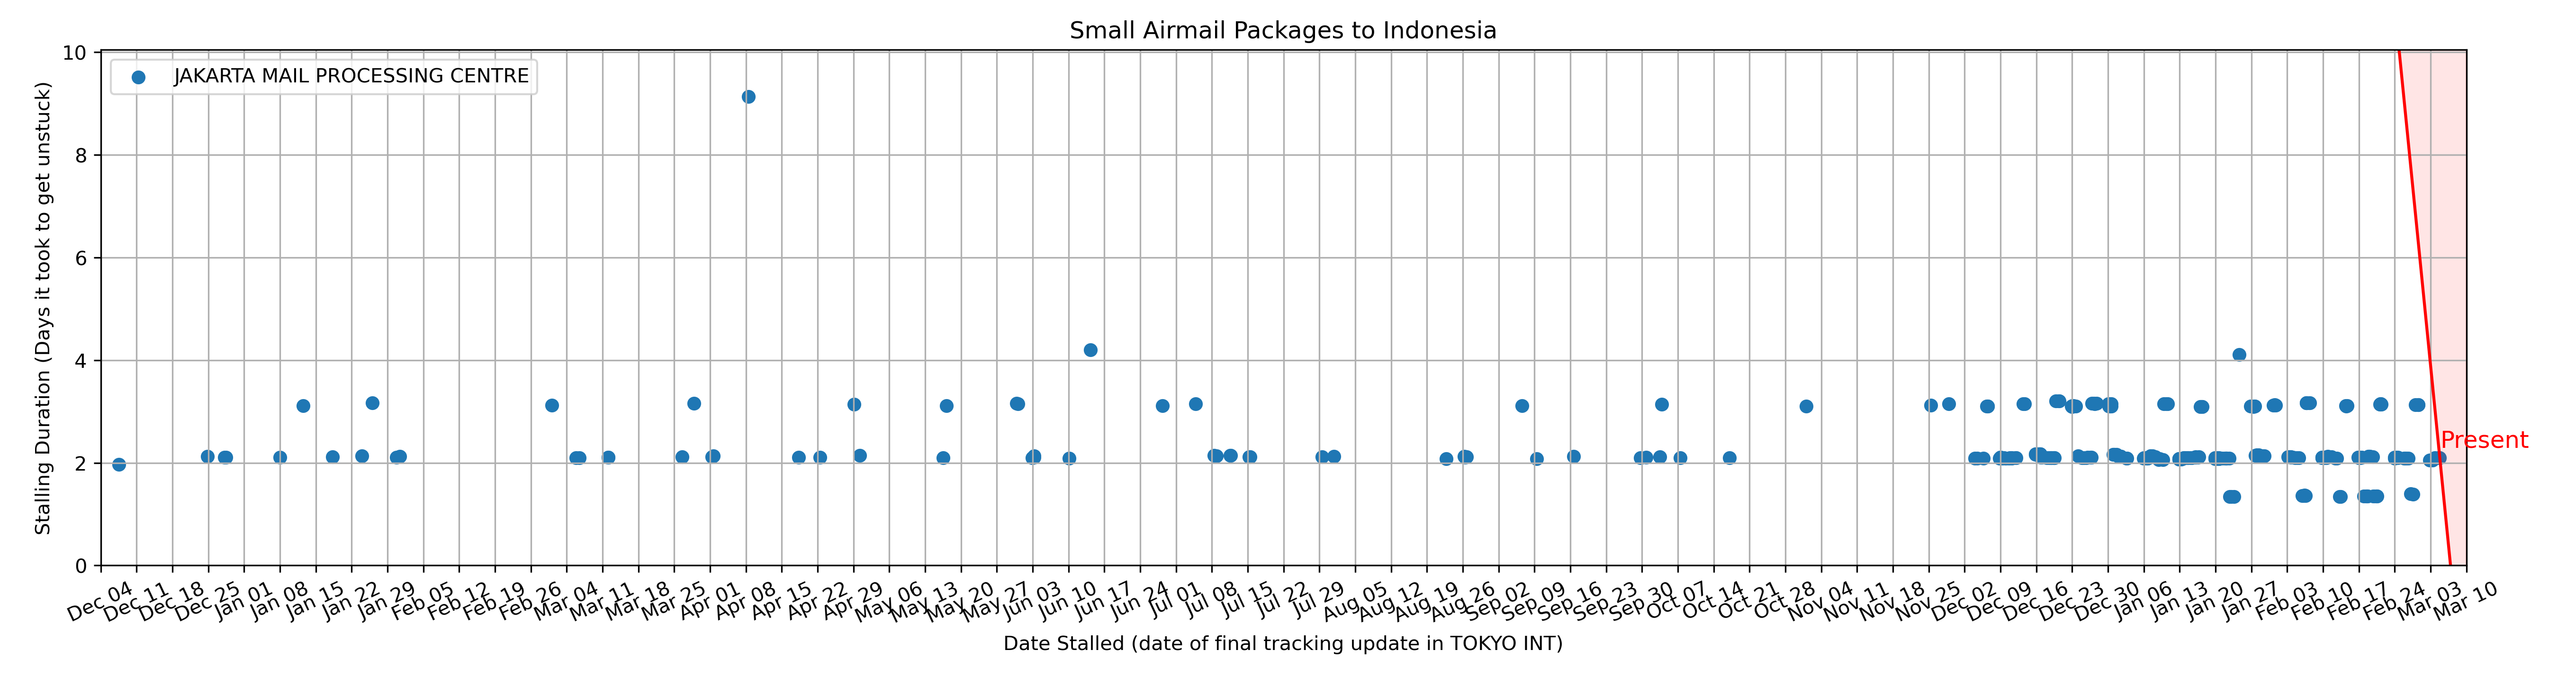 Small Airmail Packages to Indonesia
JAKARTA MAIL PROCESSING CENTRE
Stalling Duration (Days it took to get unstuck)
10
8
6
4
2
0
Present
Dec 04 Dec 11 Dec 18 Dec 25 Jan 01 Jan 08 Jan 15 Jan 22 Jan 29 Feb 05 Feb 12 Feb 19 Feb 26 Mar 04 Mar 11 Mar 18 Mar 25 Apr 01 Apr 08 Apr 15 Apr 22 Apr 29 May 06 May 13 May 20 May 27 Jun 03 Jun 10 Jun 17 Jun 24 Jul 01 Jul 08 Jul 15 Jul 22 Jul 29 Aug 05 Aug 12 Aug 19 Aug 26 Sep 02 Sep 09 Sep 16 Sep 23 Sep 30 Oct 07 Oct 14 Oct 21 Oct 28 Nov 04 Nov 11 Nov 18 Nov 25 Dec 02 Dec 09 Dec 16 Dec 23 Dec 30 Jan 06 Jan 13 Jan 20 Jan 27 Feb 03 Feb 10 Feb 17 Feb 24 Mar 03 Mar 10
Date Stalled (date of final tracking update in TOKYO INT)